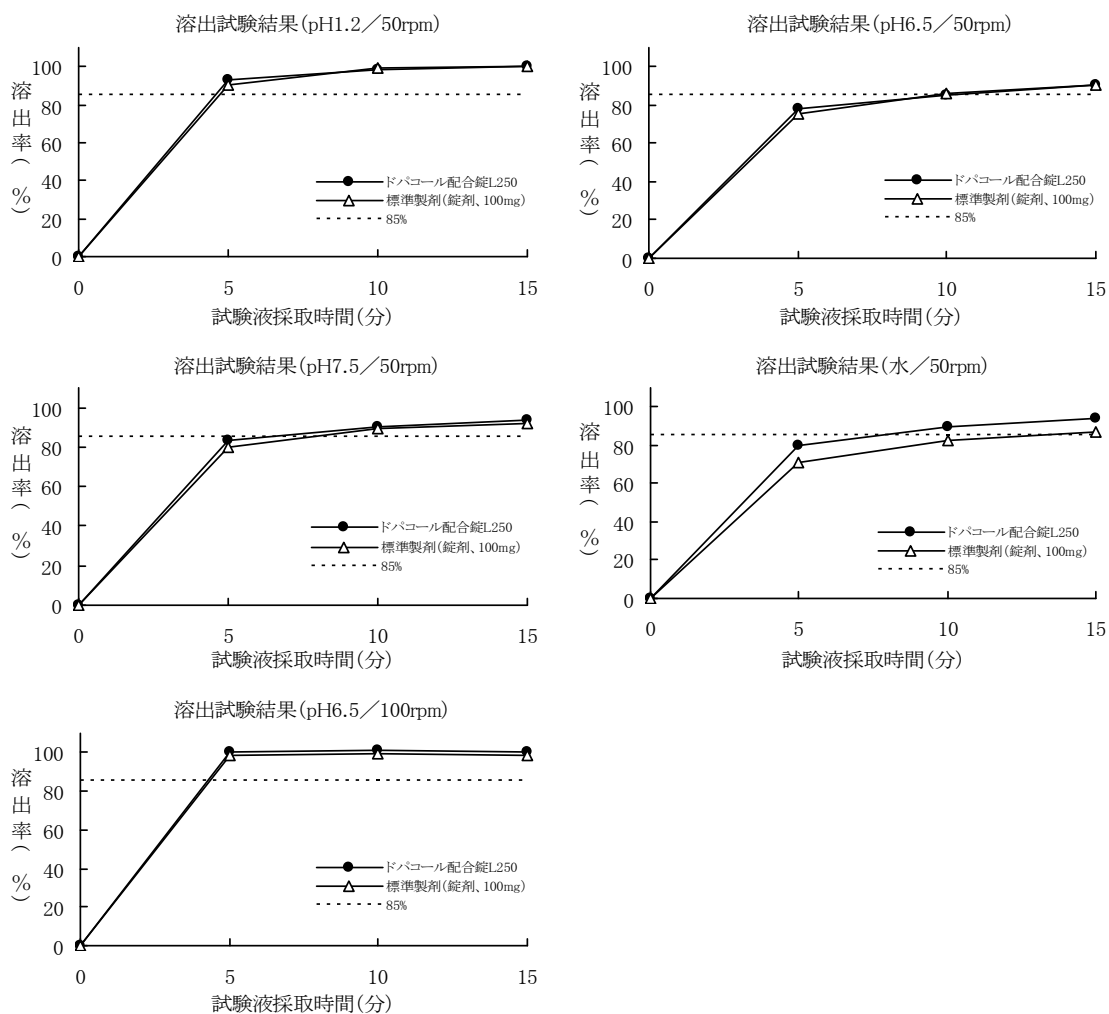 溶出試験結果(pH1.2／50rpm)
溶出率(%)
100
80
60
40
20
0
ドパコール配合錠L250
標準製剤(錠剤、100mg)
85%
0 5 10 15
試験液採取時間(分)
溶出試験結果(pH6.5／50rpm)
溶出率(%)
100
80
60
40
20
0
ドパコール配合錠L250
標準製剤(錠剤、100mg)
85%
0 5 10 15
試験液採取時間(分)
溶出試験結果(pH7.5／50rpm)
溶出率(%)
100
80
60
40
20
0
ドパコール配合錠L250
標準製剤(錠剤、100mg)
85%
0 5 10 15
試験液採取時間(分)
溶出試験結果(水／50rpm)
溶出率(%)
100
80
60
40
20
0
ドパコール配合錠L250
標準製剤(錠剤、100mg)
85%
0 5 10 15
試験液採取時間(分)
溶出試験結果(pH6.5／100rpm)
溶出率(%)
100
80
60
40
20
0
ドパコール配合錠L250
標準製剤(錠剤、100mg)
85%
0 5 10 15
試験液採取時間(分)